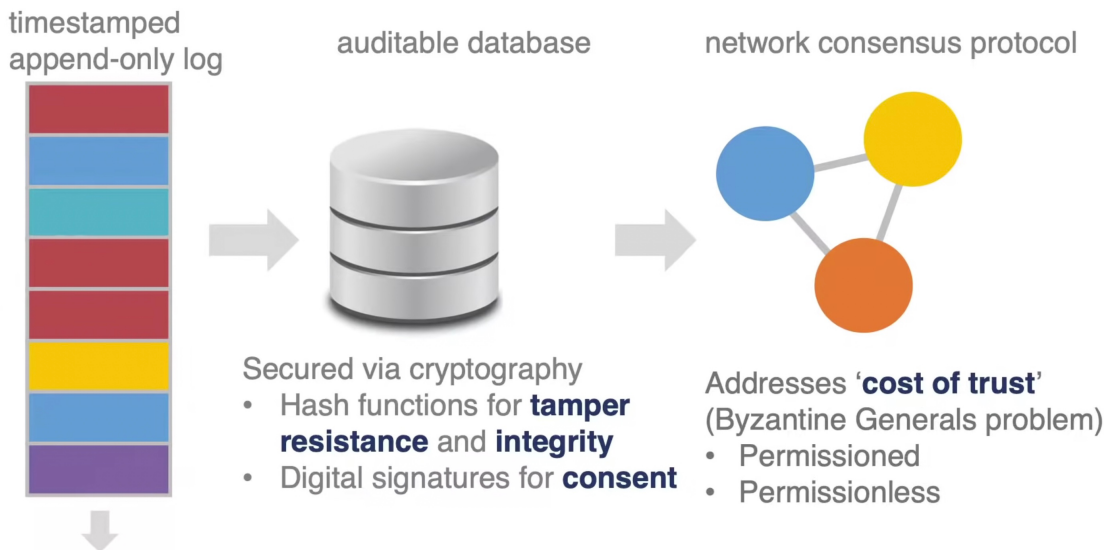 timestamped
append-only log
auditable database
network consensus protocol
Secured via cryptography
• Hash functions for tamper
resistance and integrity
• Digital signatures for consent
Addresses ‘cost of trust’
(Byzantine Generals problem)
• Permissioned
• Permissionless